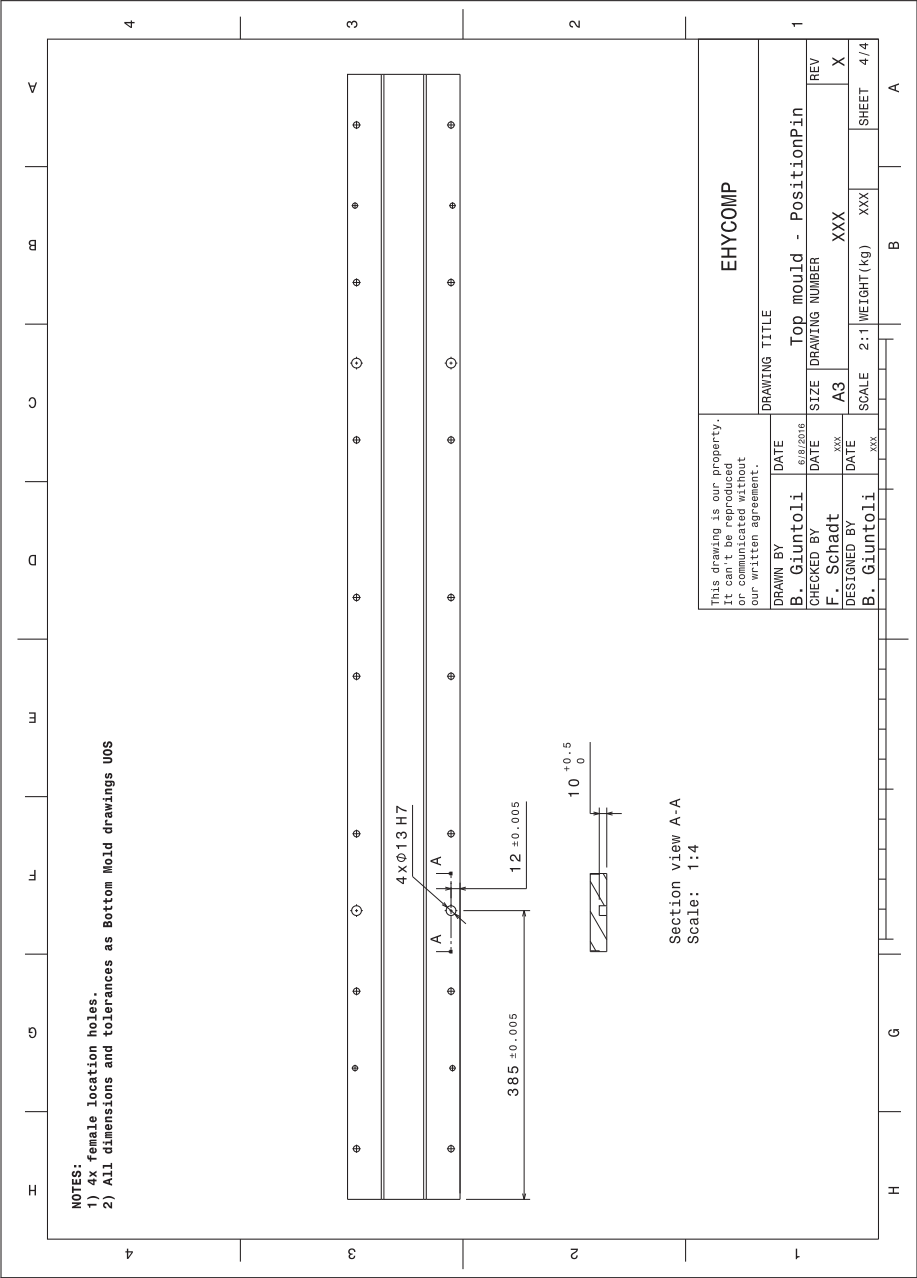 H
G
F
E
D
C
B
A
4
3
2
1
NOTES:
1) 4x female location holes.
2) All dimensions and tolerances as Bottom Mold drawings UOS
4xΦ13 H7
A
A
12 ±0.005
385 ±0.005
10 +0.5 0
Section view A-A
Scale: 1:4
This drawing is our property.
It can't be reproduced
or communicated without
our written agreement.
EHYCOMP
DRAWN BY
B. Giuntoli
DATE
6/8/2016
CHECKED BY
F. Schadt
DATE
XXX
DESIGNED BY
B. Giuntoli
DATE
XXX
DRAWING TITLE
Top mould - PositionPin
SIZE
A3
DRAWING NUMBER
XXX
REV
X
SCALE 2:1
WEIGHT(kg) XXX
SHEET 4/4
4
3
2
1
H
G
B
A